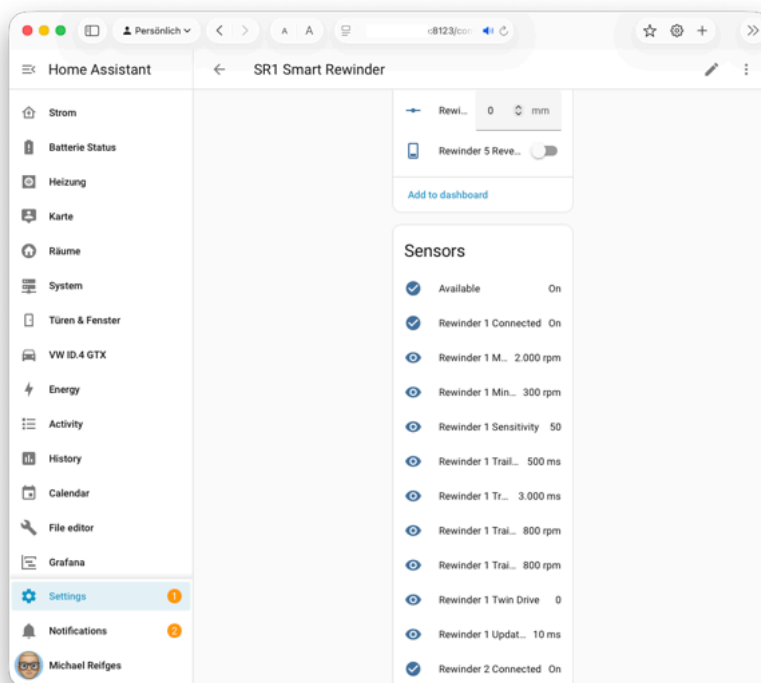 Persönlich
A A
c8123/con
Home Assistant
SR1 Smart Rewinder
Strom
Batterie Status
Heizung
Karte
Räume
System
Türen & Fenster
VW ID.4 GTX
Energy
Activity
History
Calendar
File editor
Grafana
Settings 1
Notifications 2
Michael Reifges
Rewi... 0 mm
Rewinder 5 Reve...
Add to dashboard
Sensors
Available On
Rewinder 1 Connected On
Rewinder 1 M... 2.000 rpm
Rewinder 1 Min... 300 rpm
Rewinder 1 Sensitivity 50
Rewinder 1 Trail... 500 ms
Rewinder 1 Tr... 3.000 ms
Rewinder 1 Trai... 800 rpm
Rewinder 1 Trai... 800 rpm
Rewinder 1 Twin Drive 0
Rewinder 1 Updat... 10 ms
Rewinder 2 Connected On